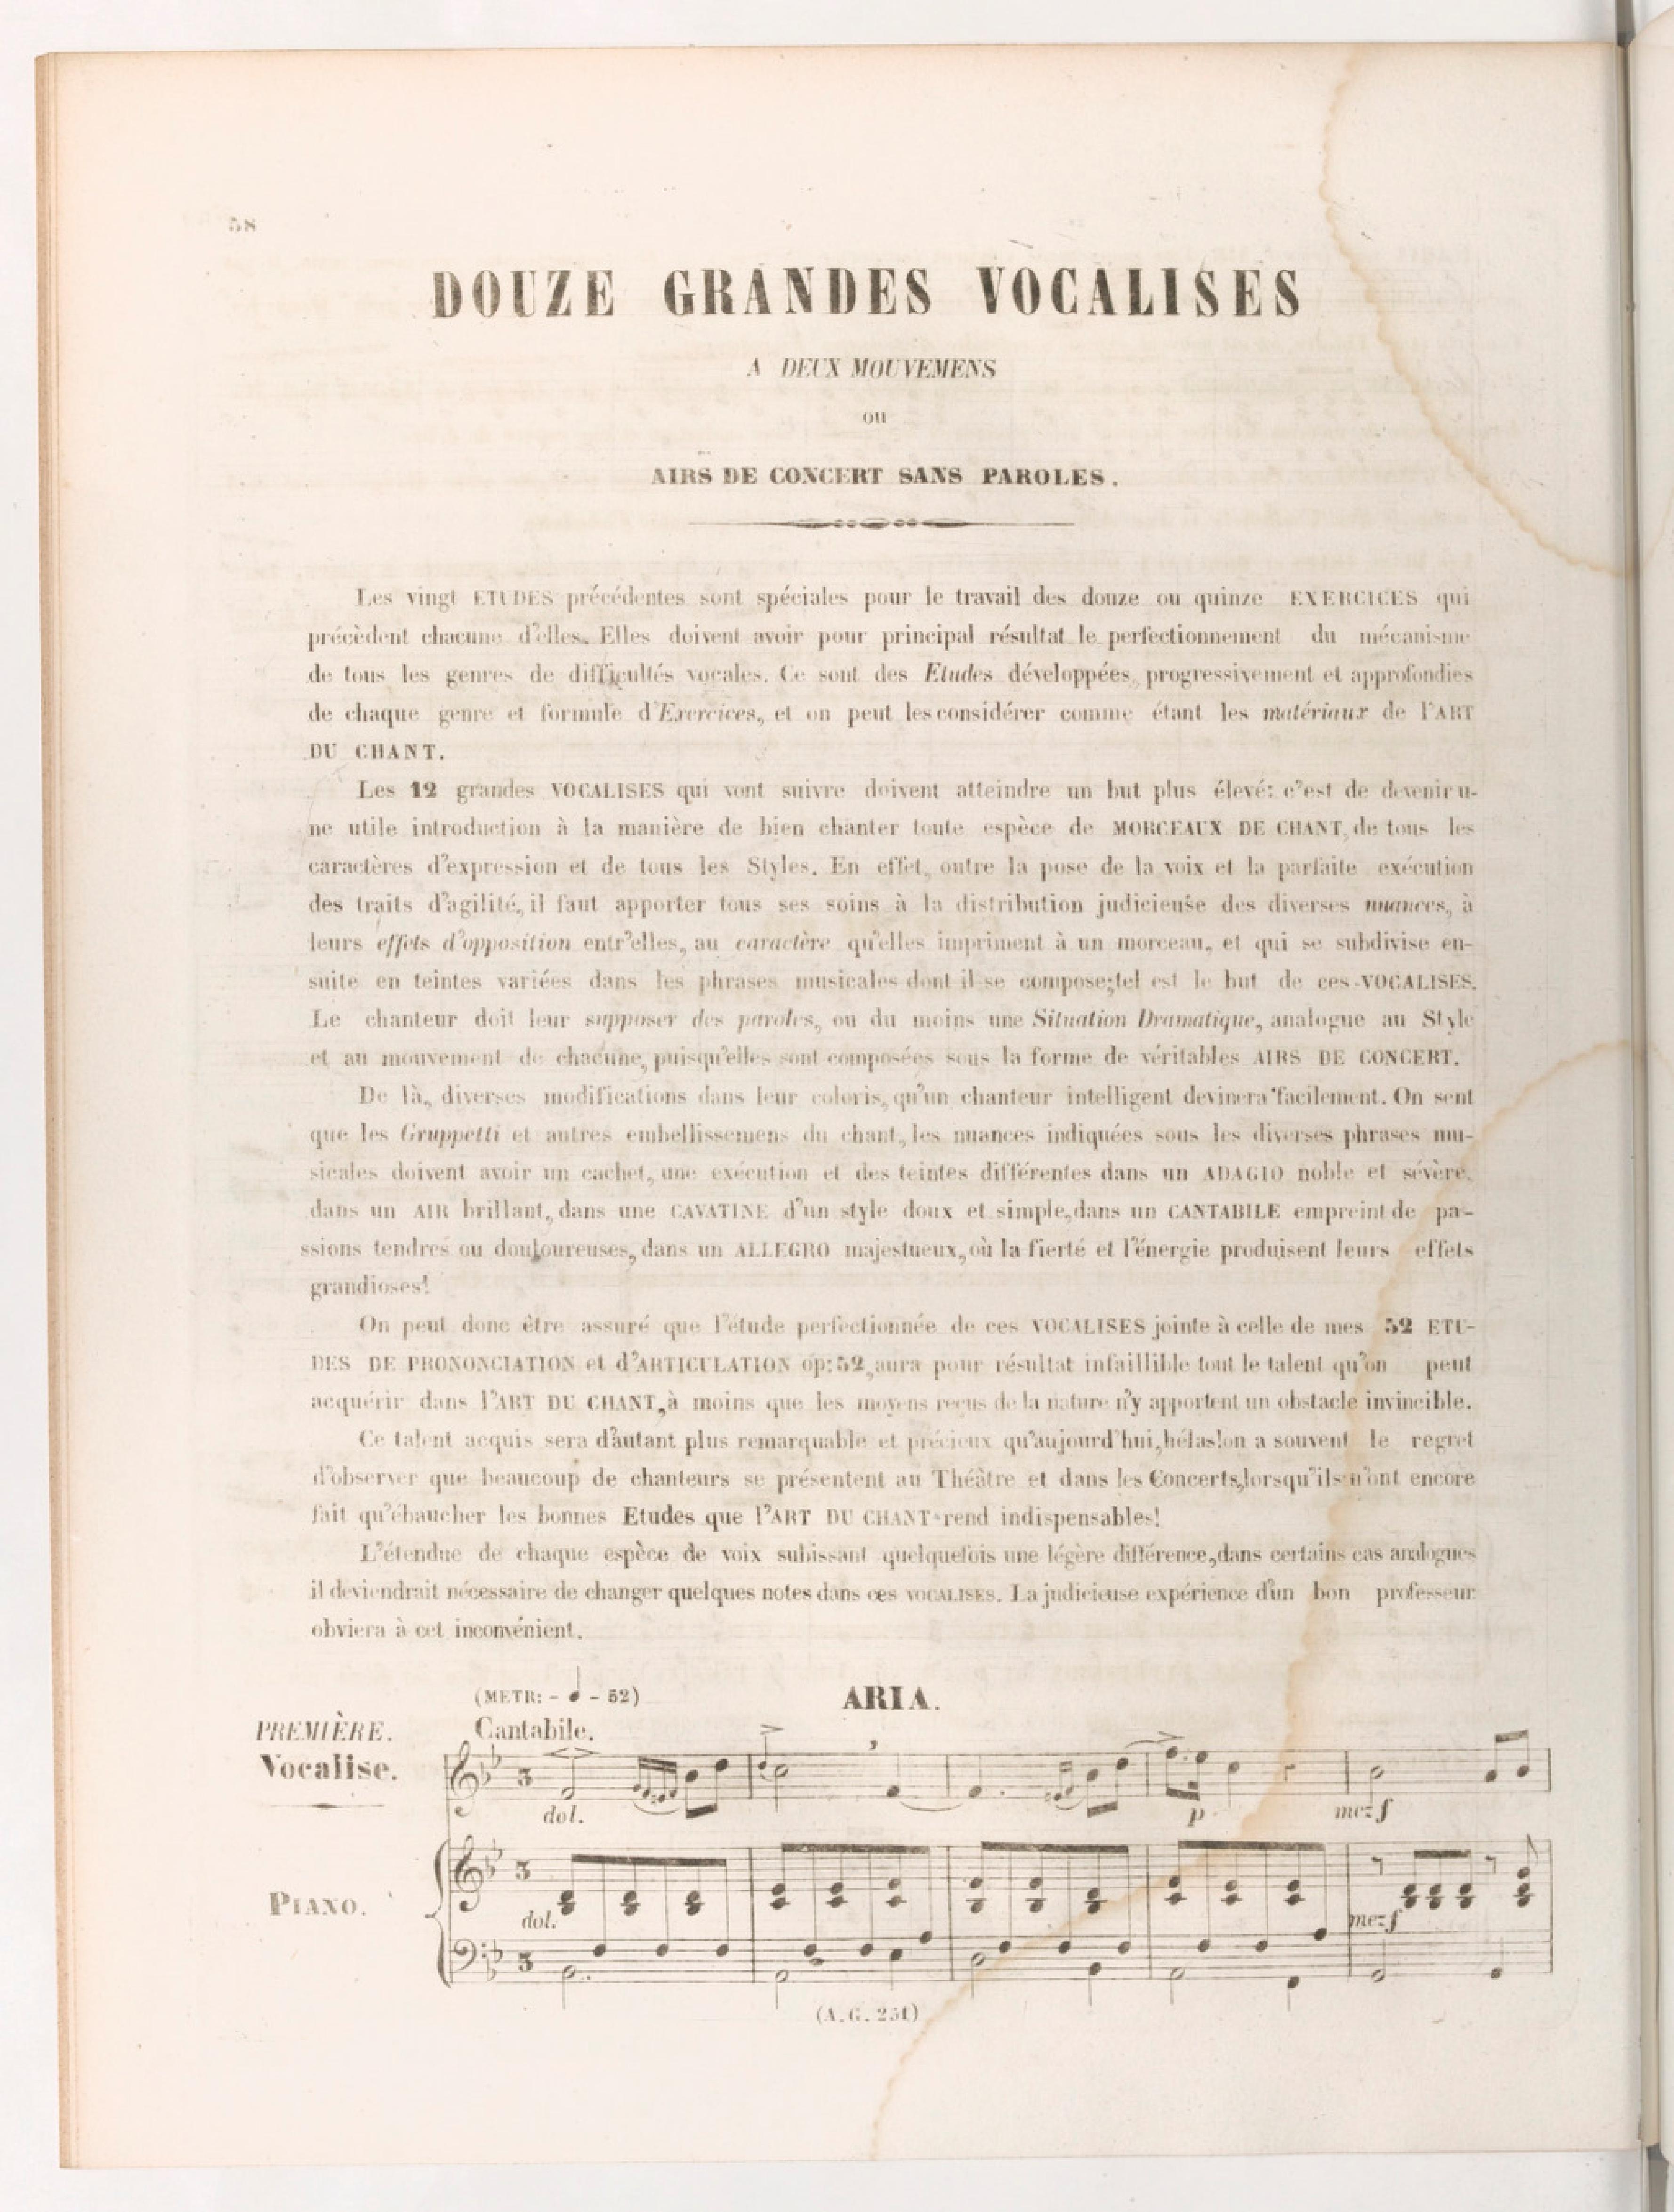 58
DOUZE GRANDES VOCALISES
A DEUX MOUVEMENS
OU
AIRS DE CONCERT SANS PAROLES.
Les vingt ETUDES précédentes sont spéciales pour le travail des douze ou quinze EXERCICES qui
précèdent chacune d'elles. Elles doivent avoir pour principal résultat le perfectionnement du mécanisme
de tous les genres de difficultés vocales. Ce sont des Etudes développées, progressivement et approfondies
de chaque genre et formule d'Exercices, et on peut les considérer comme étant les matériaux de l'ART
DU CHANT.
Les 12 grandes VOCALISES qui vont suivre doivent atteindre un but plus élevé: c'est de devenir u-
ne utile introduction à la manière de bien chanter toute espèce de MORCEAUX DE CHANT, de tous les
caractères d'expression et de tous les Styles. En effet, outre la pose de la voix et la parfaite exécution
des traits d'agilité, il faut apporter tous ses soins à la distribution judicieuse des diverses nuances, à
leurs effets d'opposition entr'elles, au caractère qu'elles impriment à un morceau, et qui se subdivise en-
suite en teintes variées dans les phrases musicales dont il se compose; tel est le but de ces VOCALISES.
Le chanteur doit leur supposer des paroles, ou du moins une Situation Dramatique, analogue au Style
et au mouvement de chacune, puisqu'elles sont composées sous la forme de véritables AIRS DE CONCERT.
De là, diverses modifications dans leur coloris, qu'un chanteur intelligent devinera facilement. On sent
que les Gruppetti et autres embellissemens du chant, les nuances indiquées sous les diverses phrases mu-
sicales doivent avoir un cachet, une exécution et des teintes différentes dans un ADAGIO noble et sévère,
dans un AIR brillant, dans une CAVATINE d'un style doux et simple, dans un CANTABILE empreint de pa-
ssions tendres ou douloureuses, dans un ALLEGRO majestueux, où la fierté et l'énergie produisent leurs effets
grandioses!
On peut donc être assuré que l'étude perfectionnée de ces VOCALISES jointe à celle de mes 52 ETU-
DES DE PRONONCIATION et d'ARTICULATION op: 52, aura pour résultat infaillible tout le talent qu'on peut
acquérir dans l'ART DU CHANT, à moins que les moyens reçus de la nature n'y apportent un obstacle invincible.
Ce talent acquis sera d'autant plus remarquable et précieux qu'aujourd'hui, hélas! on a souvent le regret
d'observer que beaucoup de chanteurs se présentent au Théâtre et dans les Concerts, lorsqu'ils n'ont encore
fait qu'ébaucher les bonnes Etudes que l'ART DU CHANT rend indispensables!
L'étendue de chaque espèce de voix subissant quelquefois une légère différence, dans certains cas analogues
il deviendrait nécessaire de changer quelques notes dans ces VOCALISES. La judicieuse expérience d'un bon professeur
obviera à cet inconvénient.
(METR: - ♩ - 52) ARIA.
PREMIÈRE. Cantabile.
Vocalise.
3
dol. p mez f
PIANO.
3
dol. mez f
3
(A. G. 251)